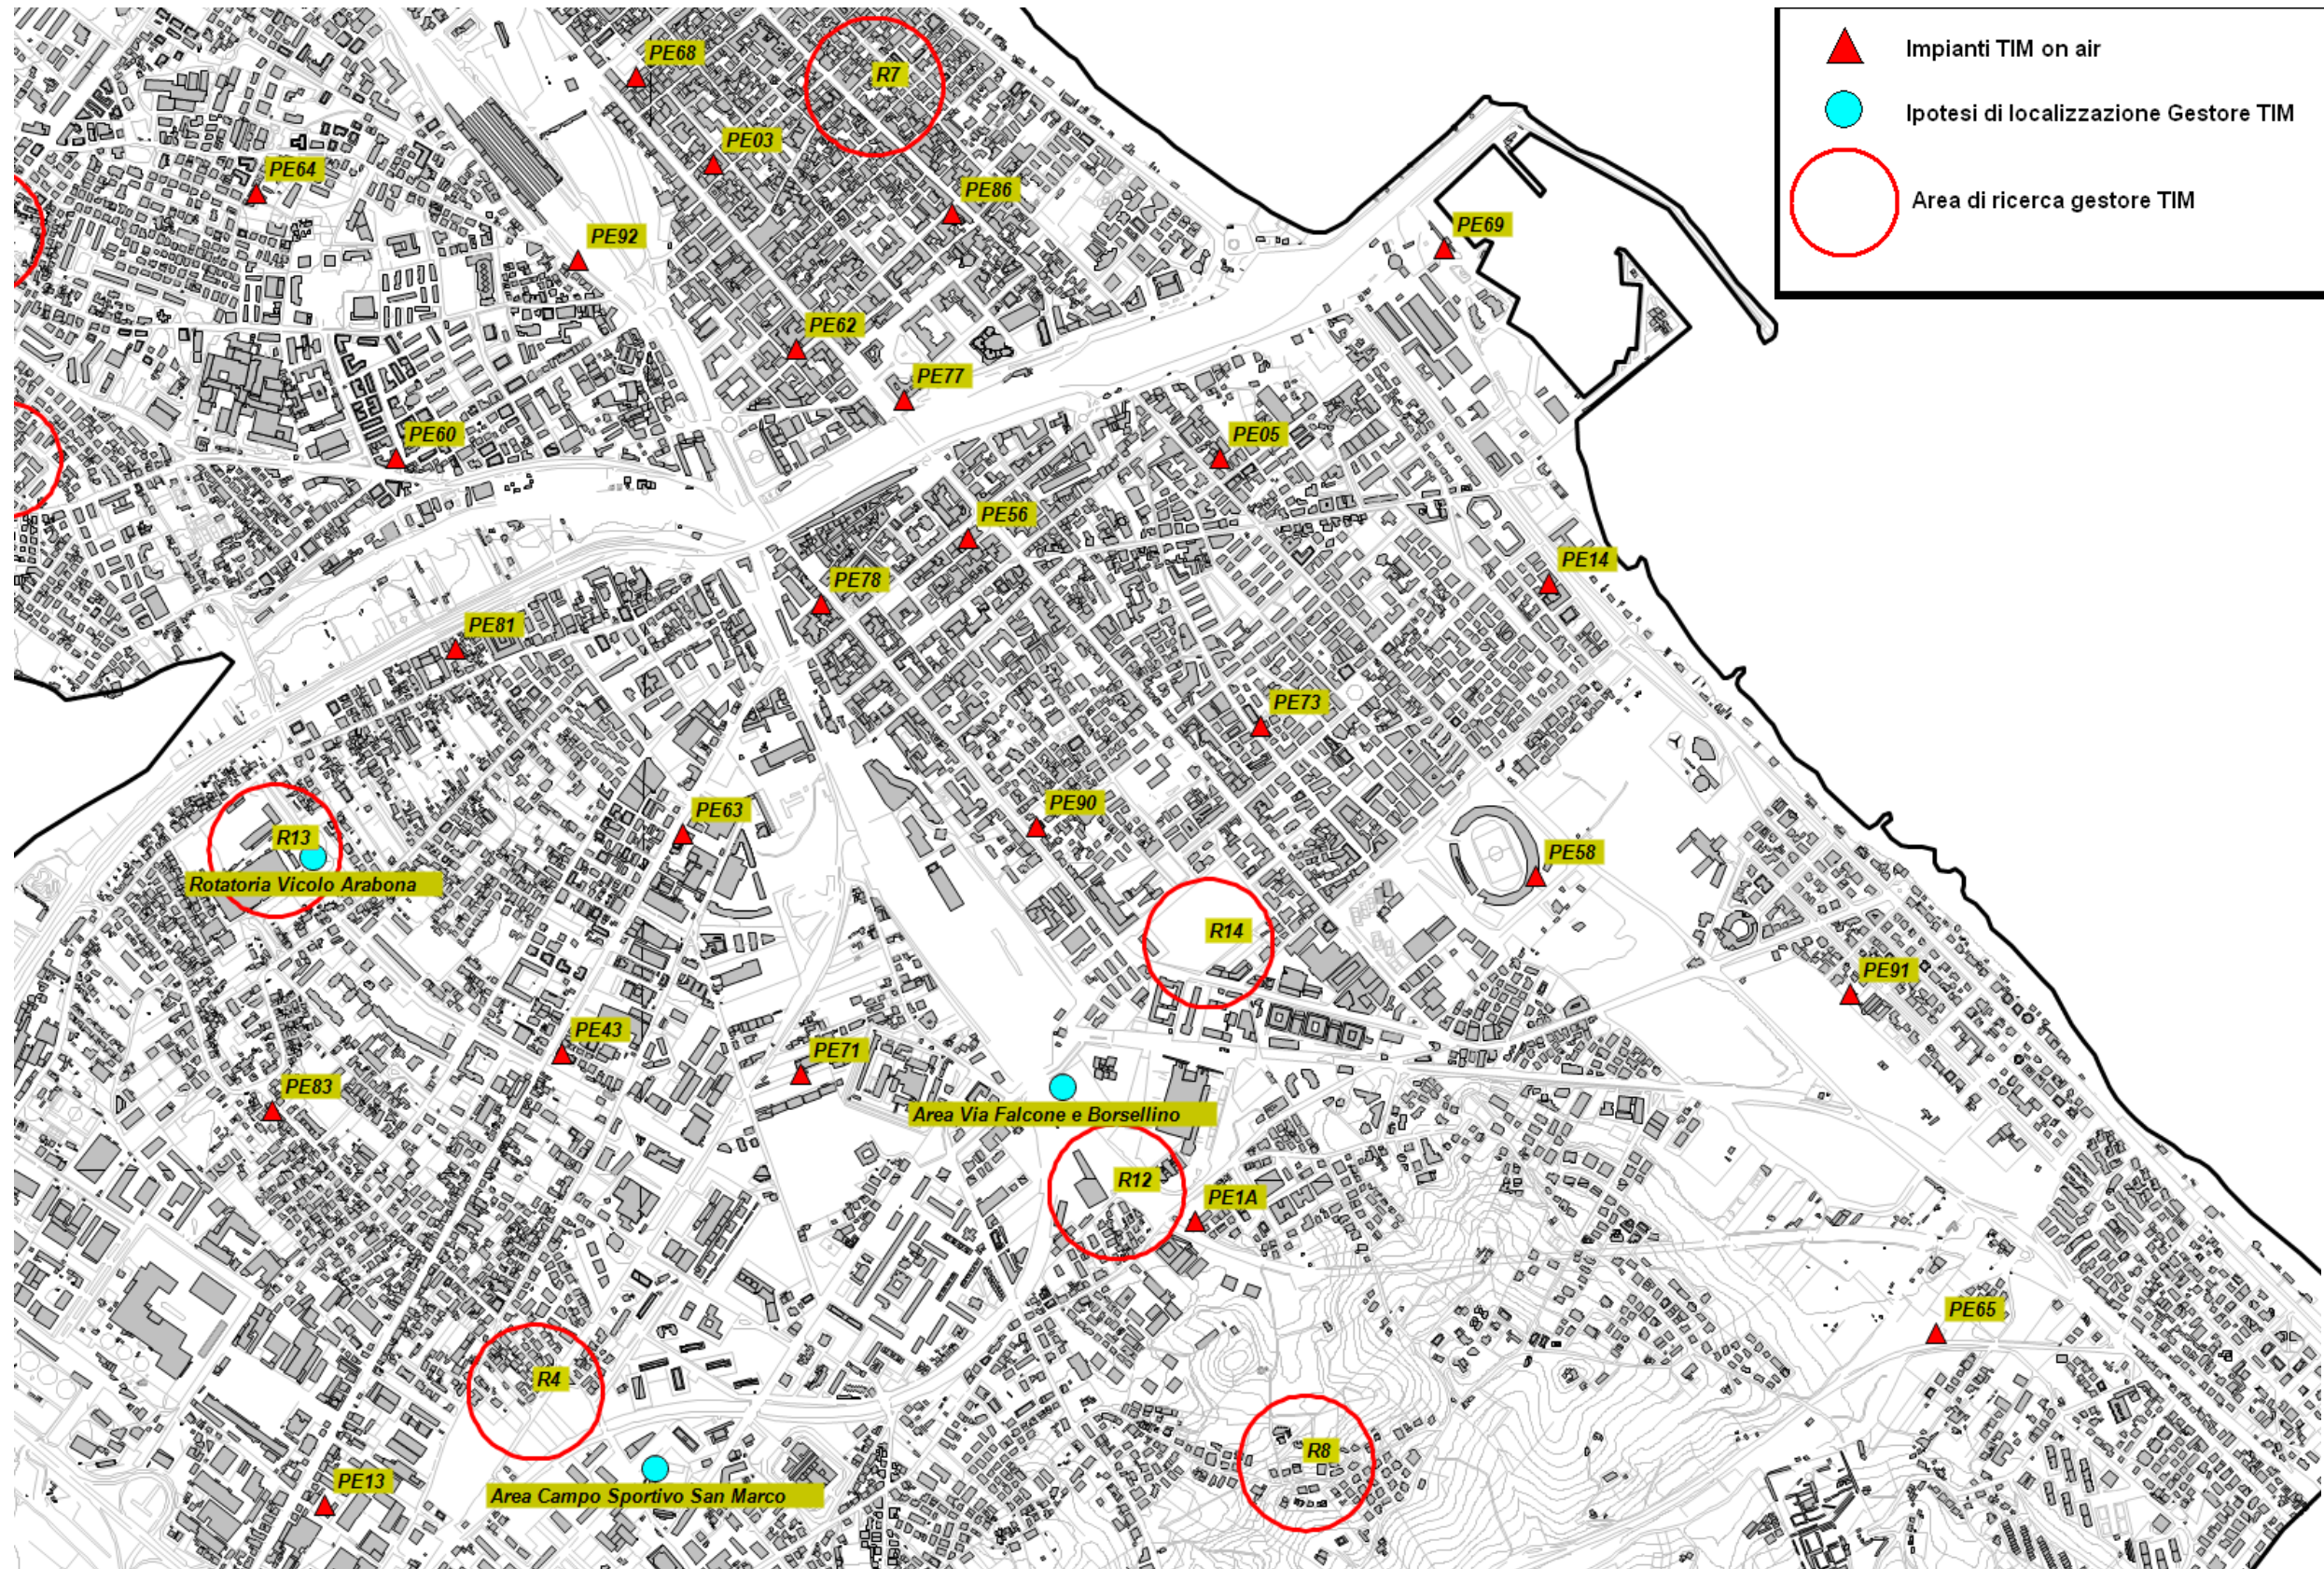 PE68
R7
Impianti TIM on air
Ipotesi di localizzazione Gestore TIM
PE03
PE64
PE86
Area di ricerca gestore TIM
PE92
PE69
PE62
PE77
PE60
PE05
PE56
PE14
PE78
PE81
PE73
PE90
PE63
R13
PE58
Rotatoria Vicolo Arabona
R14
PE91
PE43
PE71
PE83
Area Via Falcone e Borsellino
R12
PE1A
PE65
R4
R8
PE13
Area Campo Sportivo San Marco